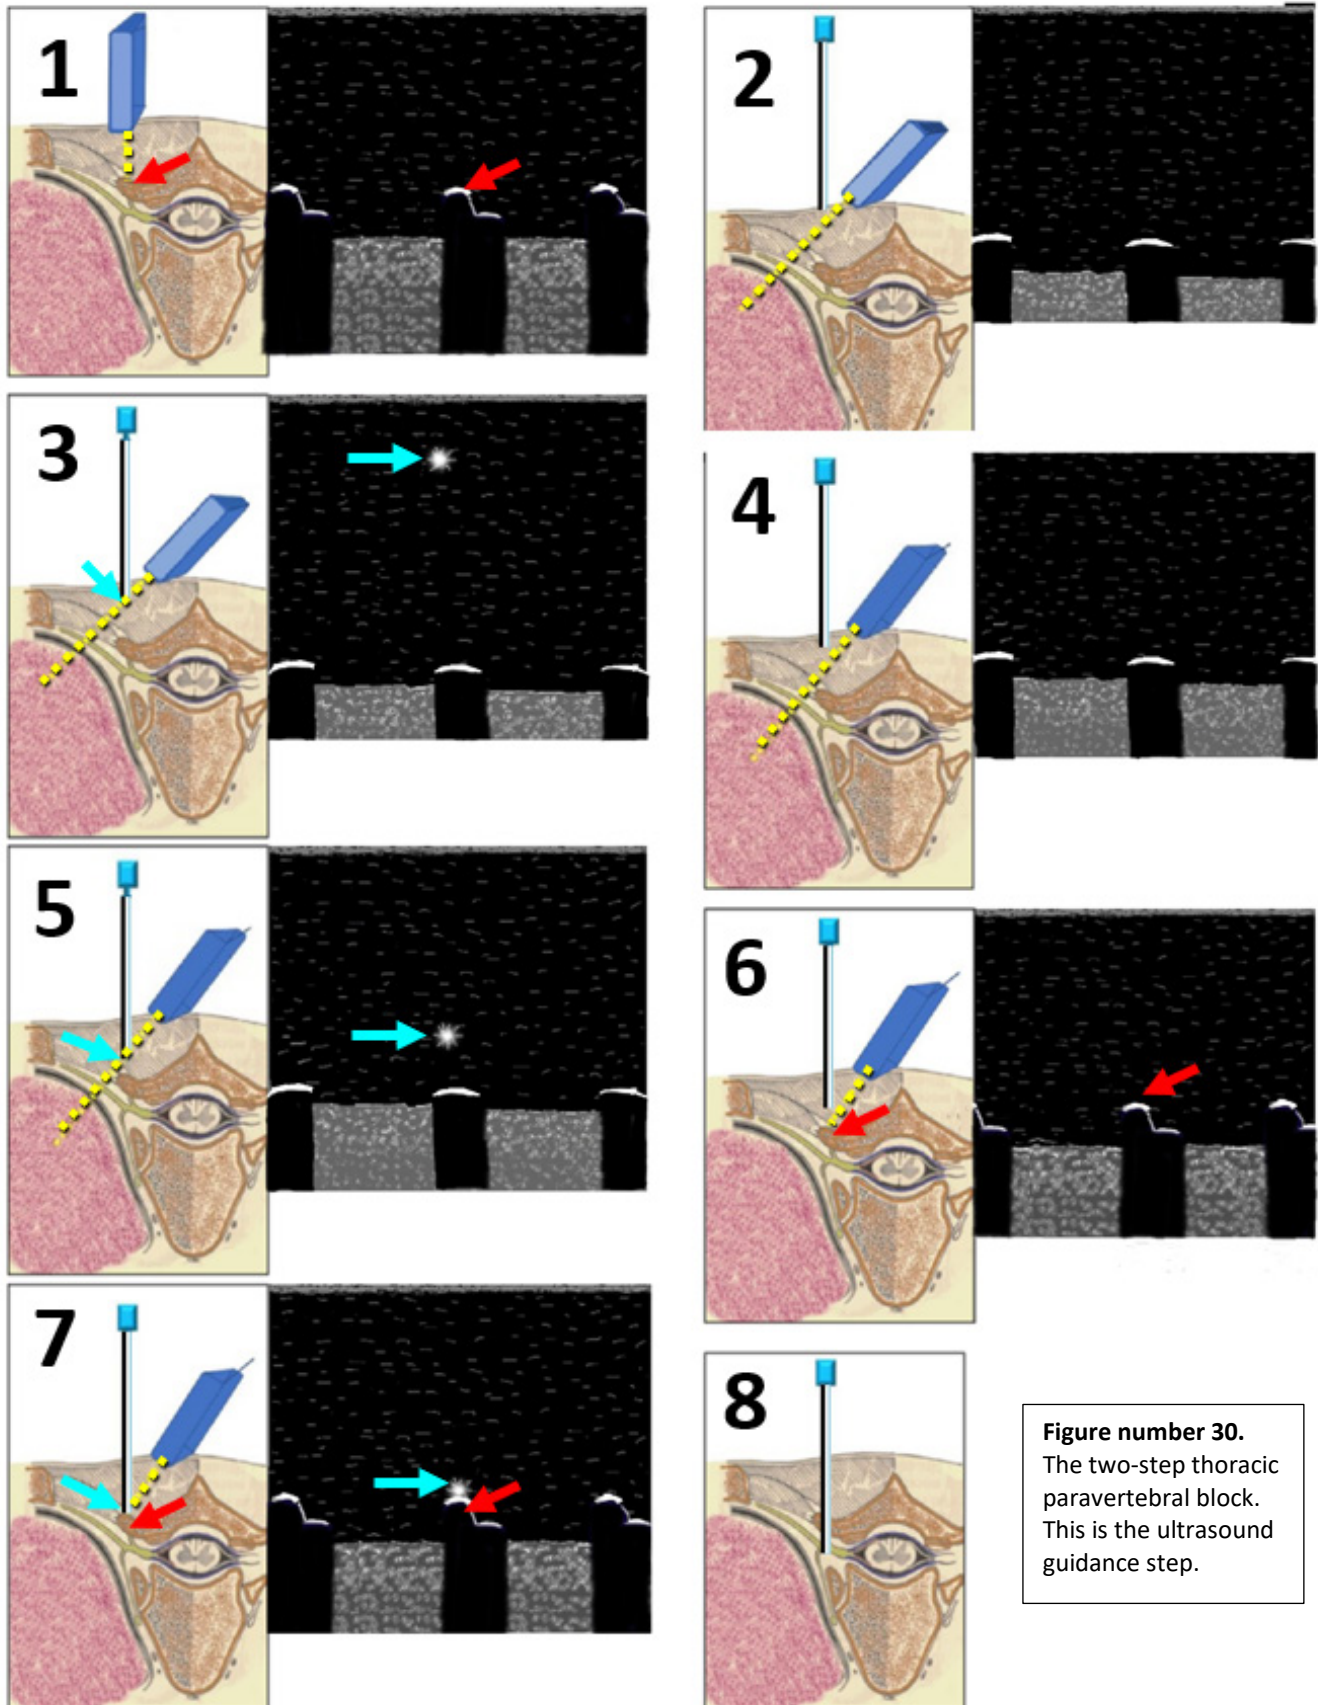 1
2
3
4
5
6
7
8
Figure number 30.
The two-step thoracic
paravertebral block.
This is the ultrasound
guidance step.